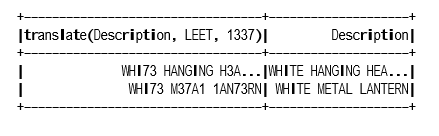 +----------------------------------+--------------------+
|translate(Description, LEET, 1337)|         Description|
+----------------------------------+--------------------+
|              WHI73 HANGING H3A...|WHITE HANGING HEA...|
|               WHI73 M37A1 1AN73RN| WHITE METAL LANTERN|
+----------------------------------+--------------------+